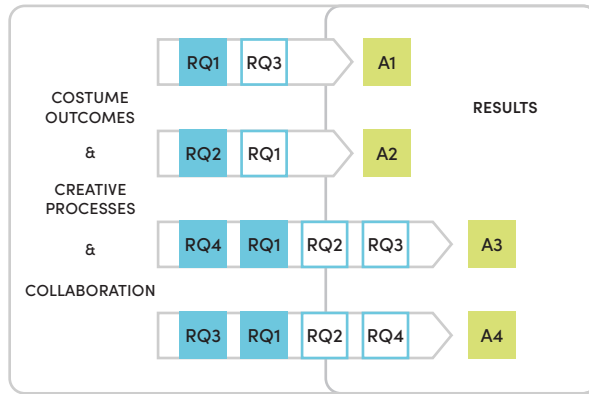 RQ1 RQ3 A1
COSTUME
OUTCOMES
RESULTS
&
RQ2 RQ1 A2
CREATIVE
PROCESSES
RQ4 RQ1 RQ2 RQ3 A3
&
COLLABORATION
RQ3 RQ1 RQ2 RQ4 A4